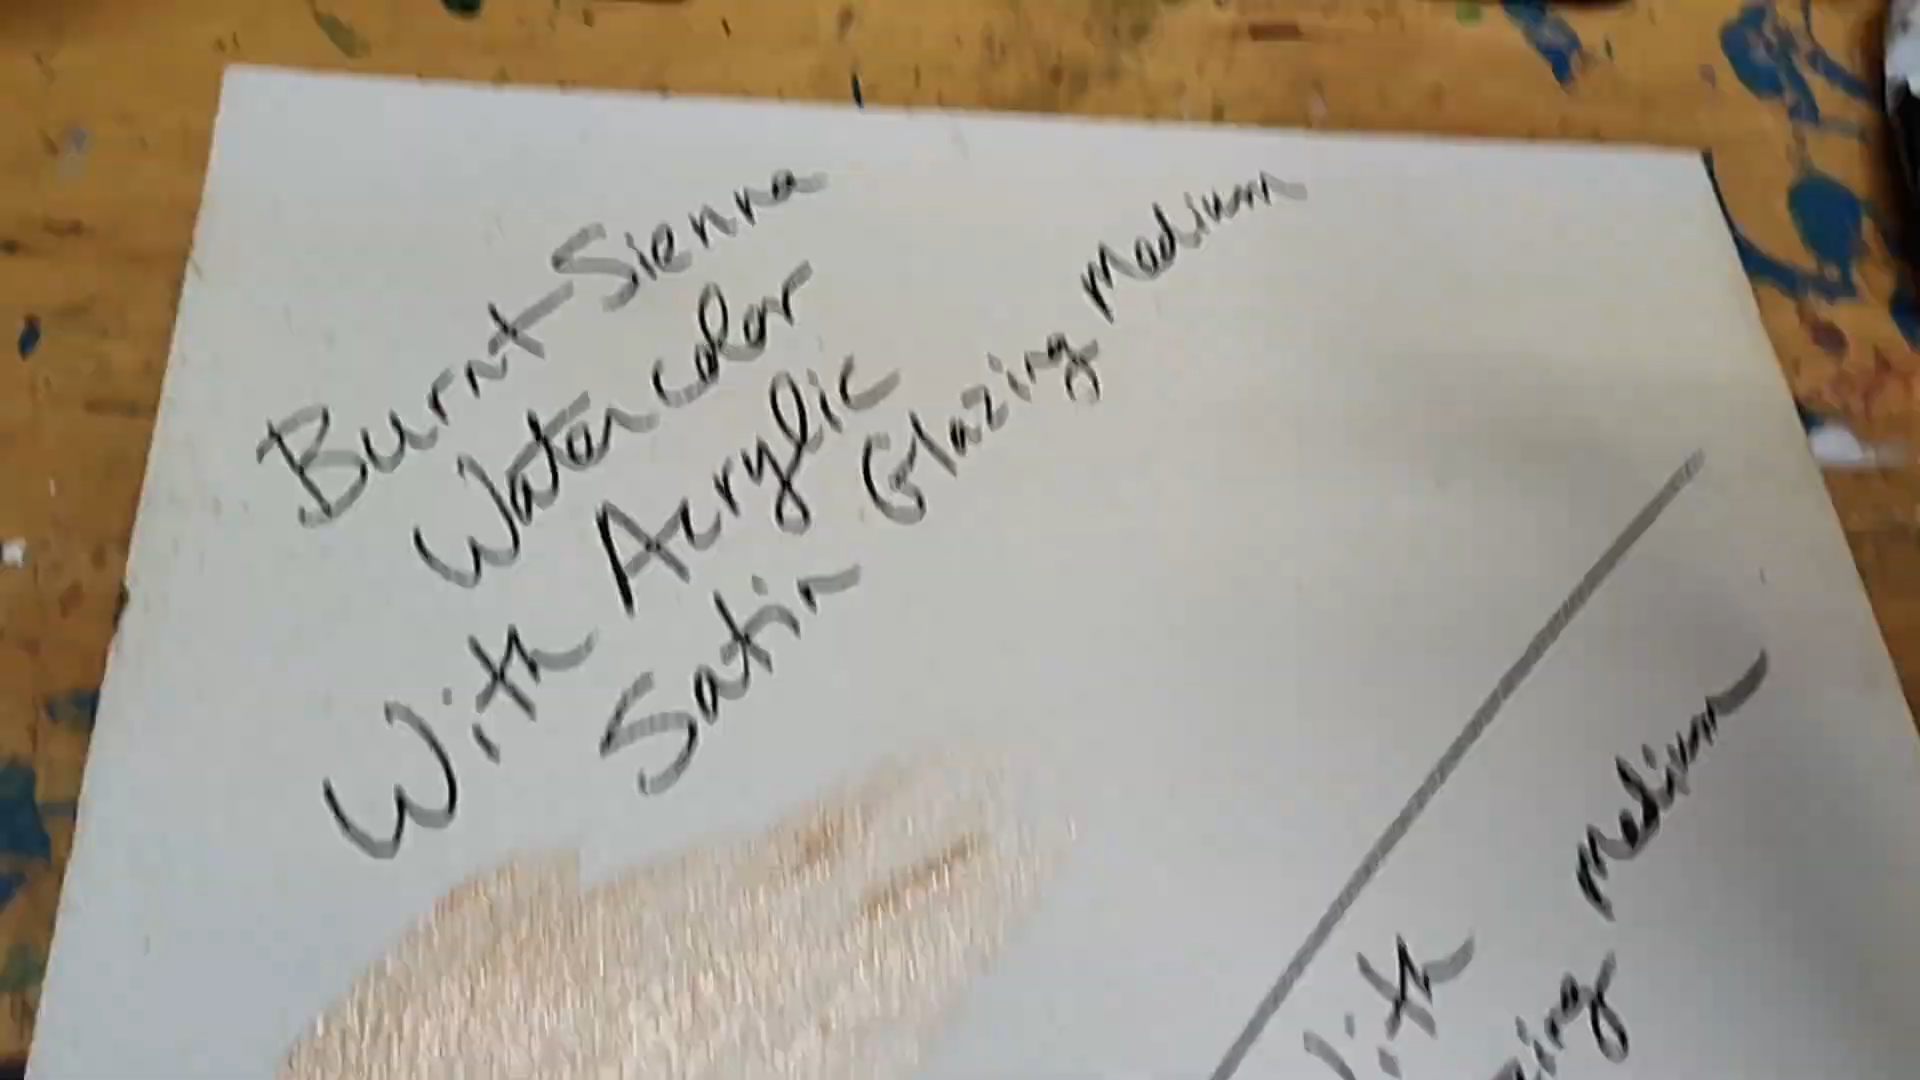 Burnt Sienna
Watercolor
With Acrylic
Satin Glazing Medium
With
Medium